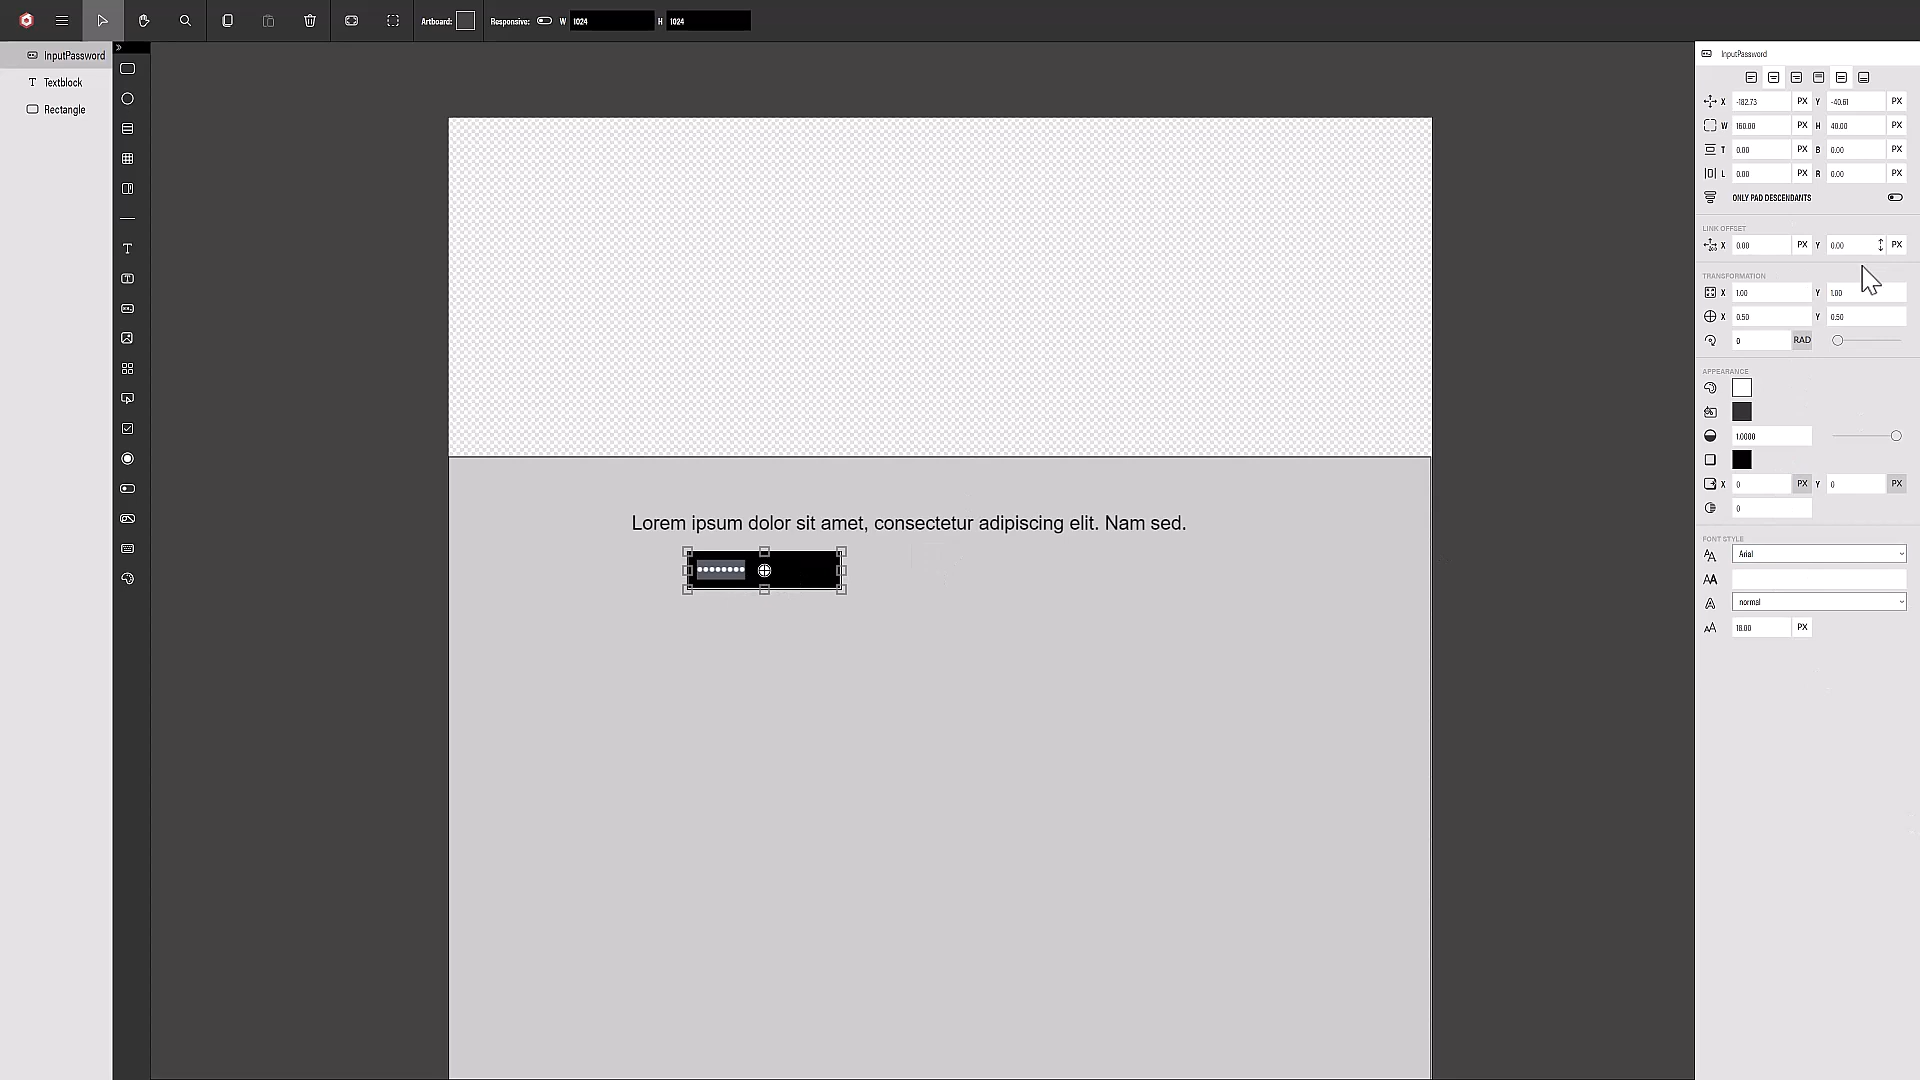 Artboard:
Responsive:
W 1024
H 1024
InputPassword
Textblock
Rectangle
Lorem ipsum dolor sit amet, consectetur adipiscing elit. Nam sed.
InputPassword
X -182.73 PX Y -40.61 PX
W 160.00 PX H 40.00 PX
T 0.00 PX B 0.00 PX
L 0.00 PX R 0.00 PX
ONLY PAD DESCENDANTS
LINK OFFSET
X 0.00 PX Y 0.00 PX
TRANSFORMATION
X 1.00 Y 1.00
X 0.50 Y 0.50
0 RAD
APPEARANCE
1.0000
X 0 PX Y 0 PX
0
FONT STYLE
Arial
normal
18.00 PX